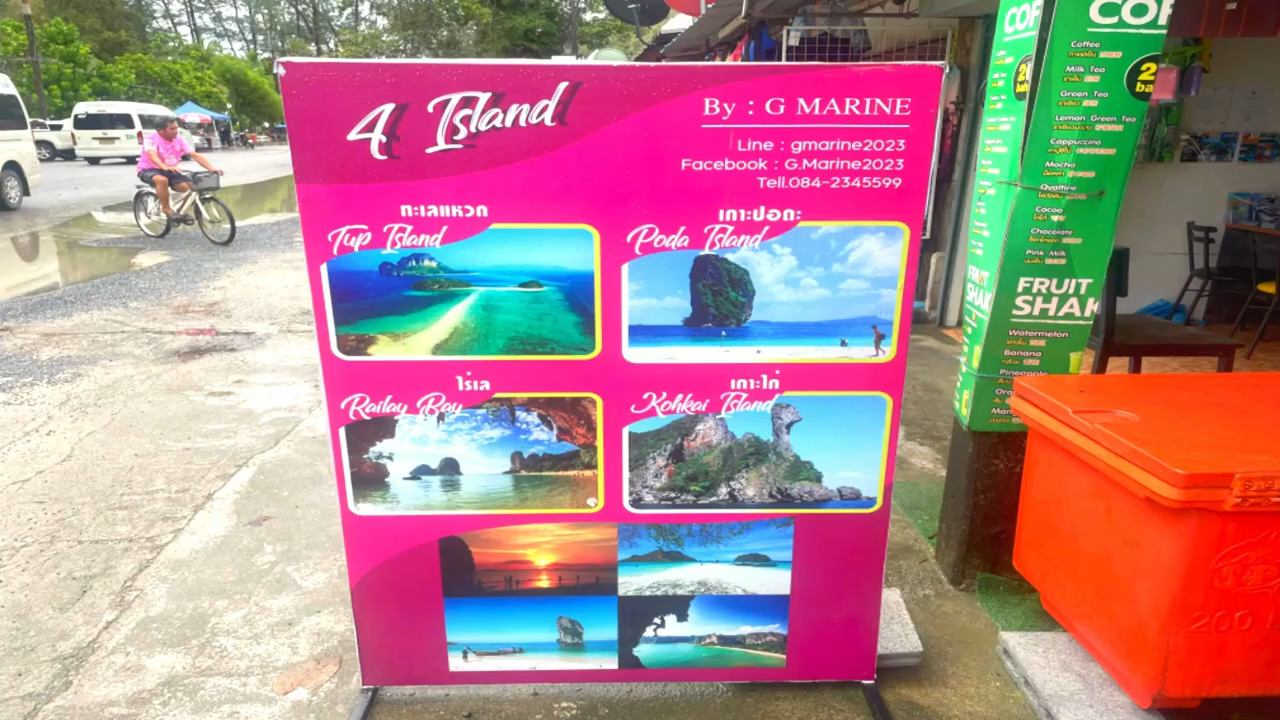 4 Island
By : G MARINE
Line : gmarine2023
Facebook : G.Marine2023
Tell.084-2345599
ทะเลแหวก
Tup Island
เกาะปอดะ
Poda Island
ไร่เล
Railay Bay
เกาะไก่
Kohkai Island
COF
Coffee
Milk Tea
Green Tea
Lemon Green Tea
Cappuccino
Mocha
Ovaltine
Cocoa
Chocolate
Pink Milk
FRUIT
SHAK
Watermelon
Banana
Pineapple
200